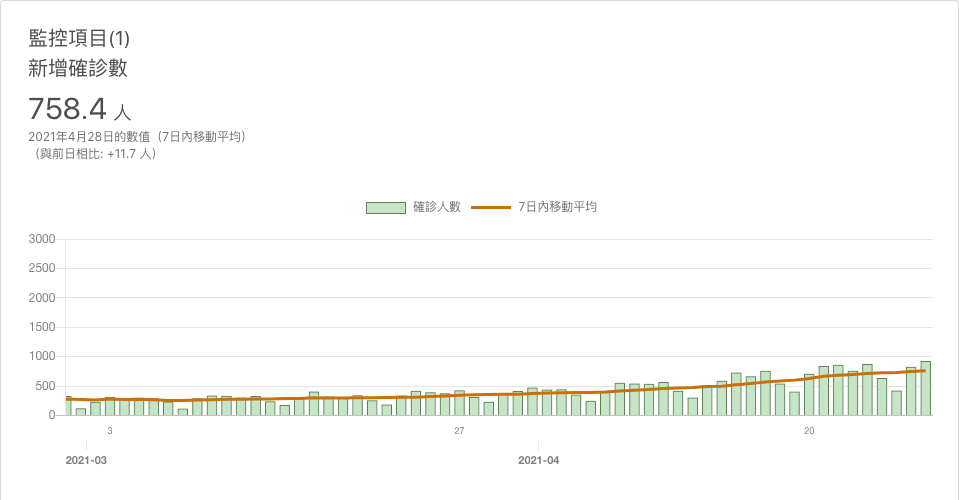 監控項目(1)
新增確診數
758.4 人
2021年4月28日的數值（7日內移動平均）
（與前日相比: +11.7 人）
確診人數 7日內移動平均
3000
2500
2000
1500
1000
500
0
3 27 20
2021-03 2021-04